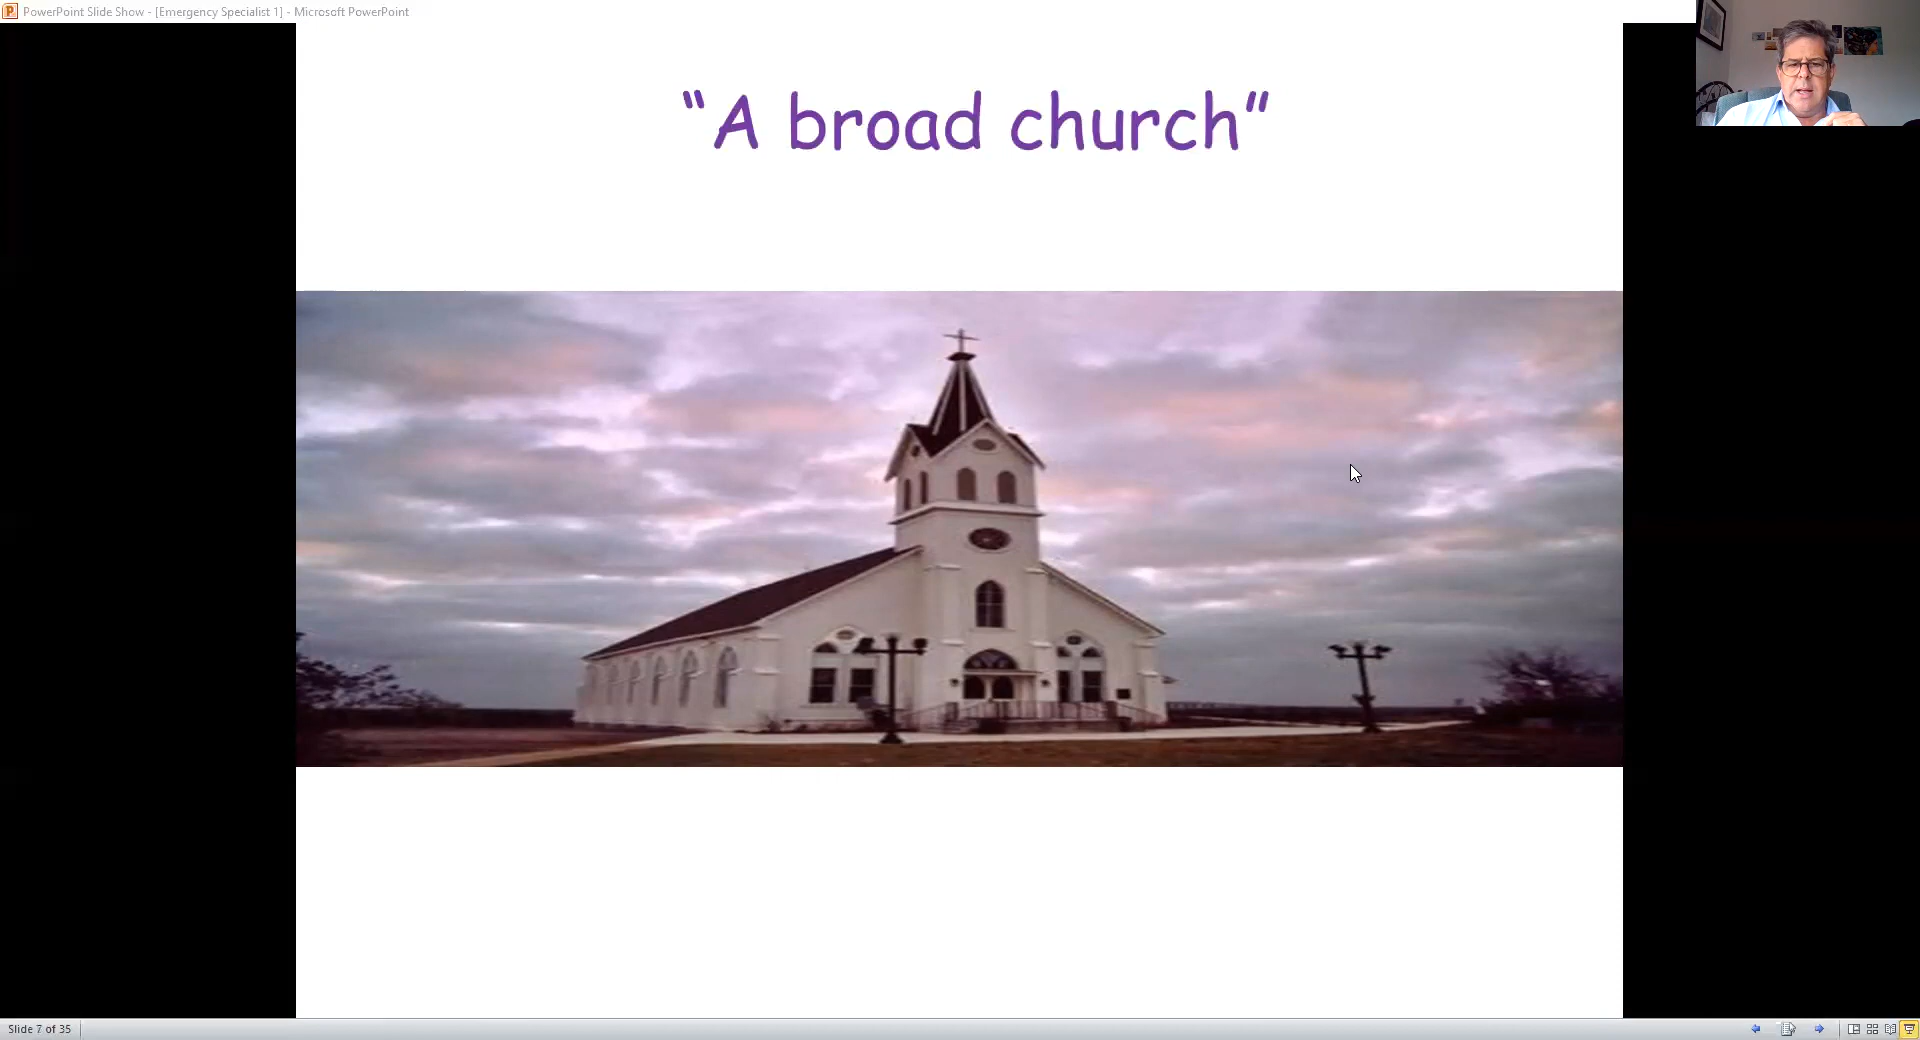 PowerPoint Slide Show - [Emergency Specialist 1] - Microsoft PowerPoint
“A broad church”
Slide 7 of 35